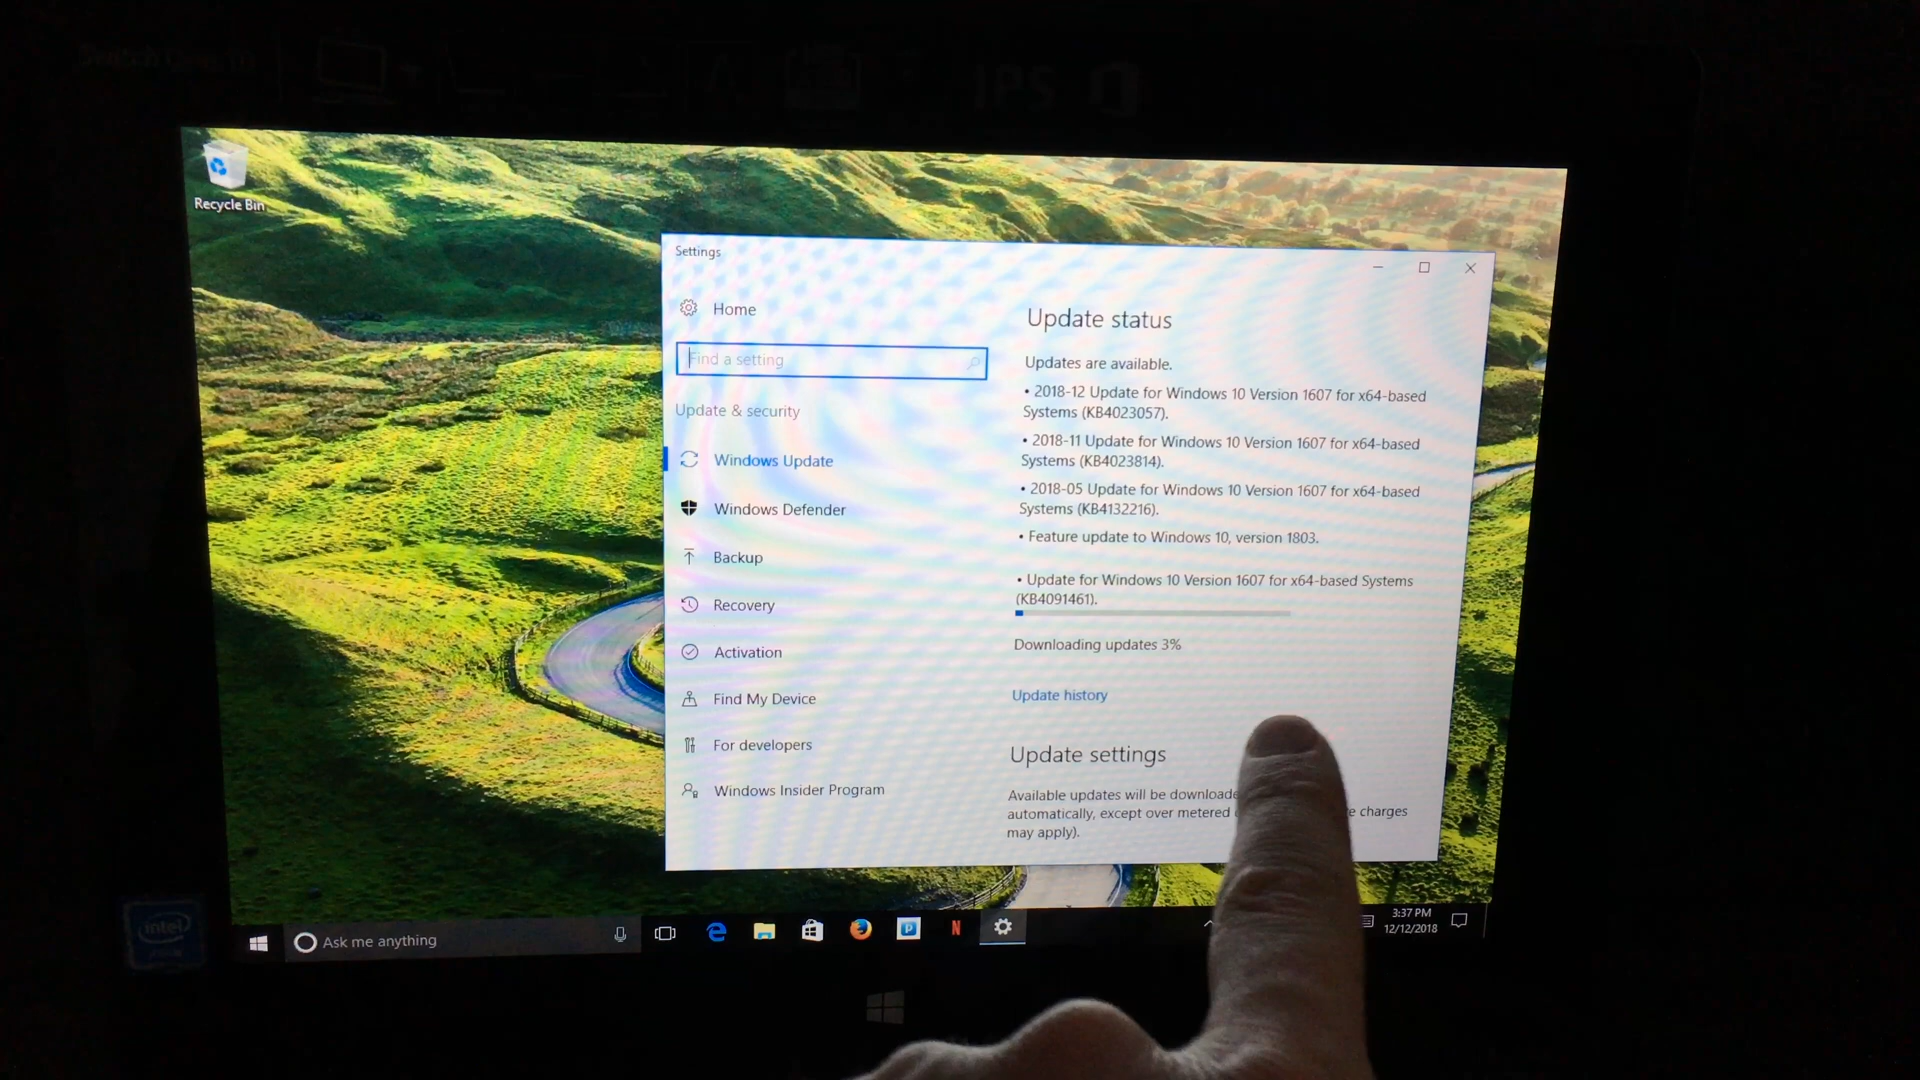 IPS
Recycle Bin
Settings
Home
Find a setting
Update & security
Windows Update
Windows Defender
Backup
Recovery
Activation
Find My Device
For developers
Windows Insider Program
Update status
Updates are available.
• 2018-12 Update for Windows 10 Version 1607 for x64-based
Systems (KB4023057).
• 2018-11 Update for Windows 10 Version 1607 for x64-based
Systems (KB4023814).
• 2018-05 Update for Windows 10 Version 1607 for x64-based
Systems (KB4132216).
• Feature update to Windows 10, version 1803.
• Update for Windows 10 Version 1607 for x64-based Systems
(KB4091461).
Downloading updates 3%
Update history
Update settings
Available updates will be downloade
automatically, except over metered e charges
may apply).
intel
Ask me anything
P
N
3:37 PM
12/12/2018